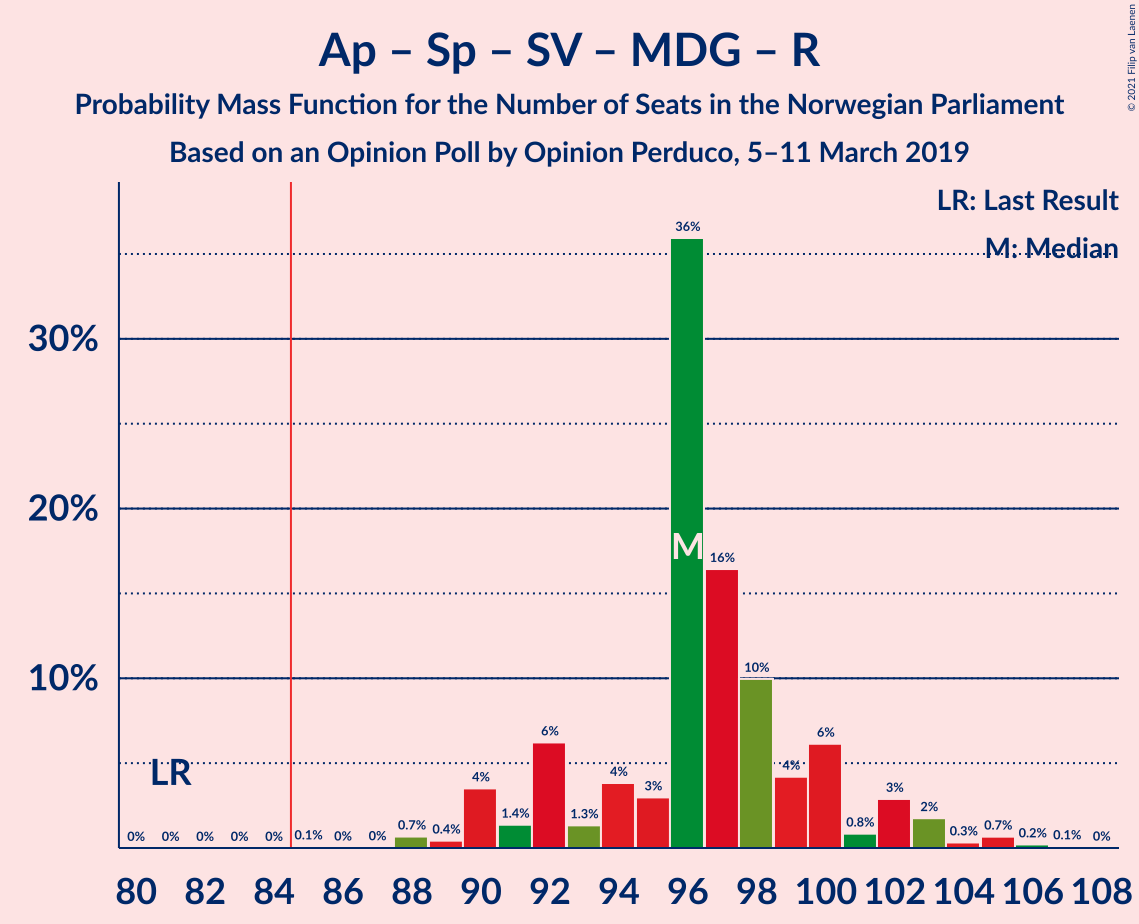 Ap – Sp – SV – MDG – R
Probability Mass Function for the Number of Seats in the Norwegian Parliament
Based on an Opinion Poll by Opinion Perduco, 5–11 March 2019
© 2021 Filip van Laenen
LR: Last Result
M: Median
30%
20%
10%
LR
M
0% 0% 0% 0% 0% 0.1% 0% 0% 0.7% 0.4% 4% 1.4% 6% 1.3% 4% 3% 36% 16% 10% 4% 6% 0.8% 3% 2% 0.3% 0.7% 0.2% 0.1% 0%
80 82 84 86 88 90 92 94 96 98 100 102 104 106 108